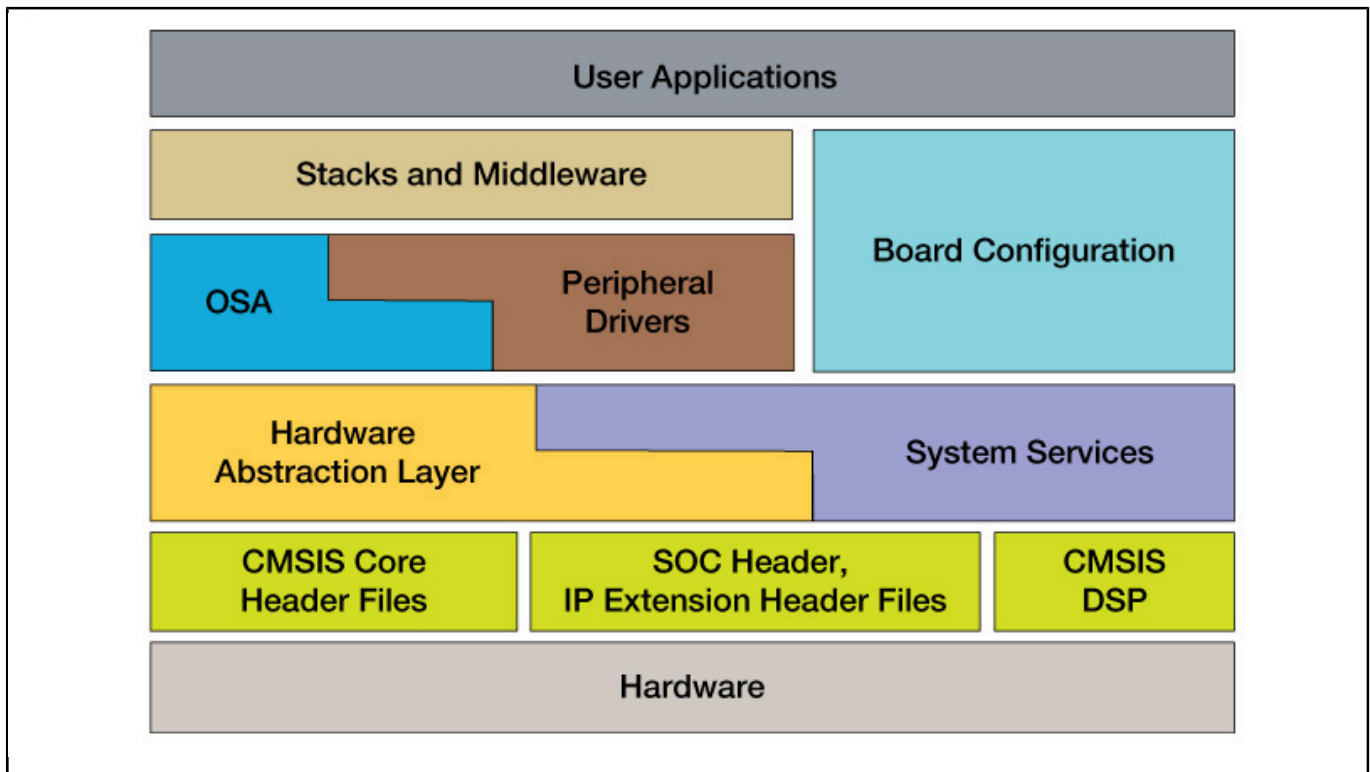 User Applications
Stacks and Middleware
Board Configuration
OSA
Peripheral
Drivers
Hardware
Abstraction Layer
System Services
CMSIS Core
Header Files
SOC Header,
IP Extension Header Files
CMSIS
DSP
Hardware